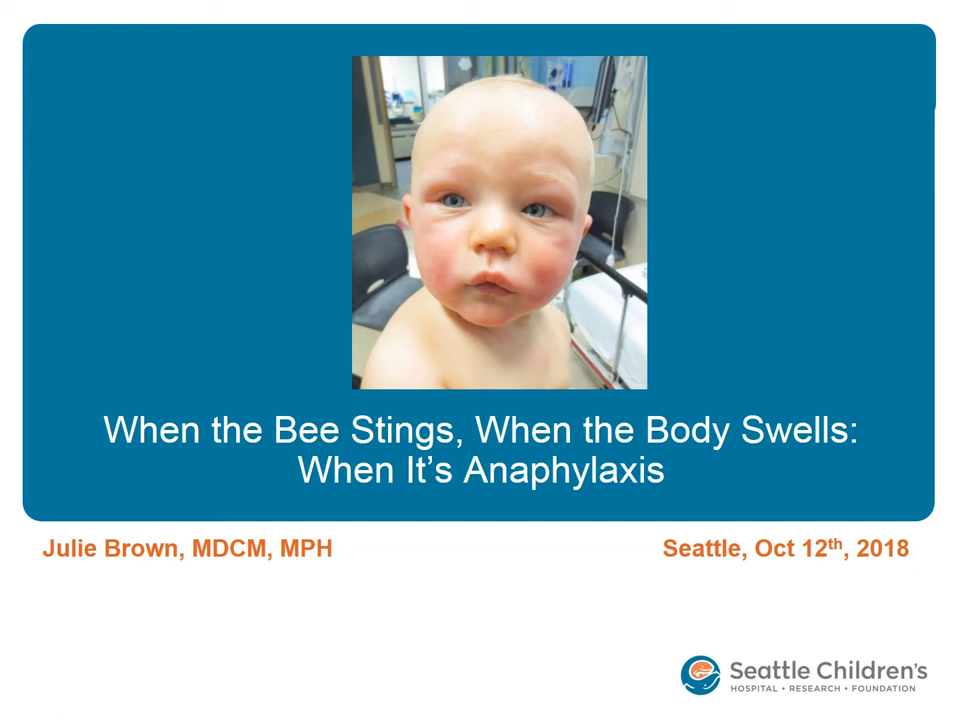 When the Bee Stings, When the Body Swells:
When It’s Anaphylaxis
Julie Brown, MDCM, MPH
Seattle, Oct 12th, 2018
Seattle Children's
HOSPITAL • RESEARCH • FOUNDATION